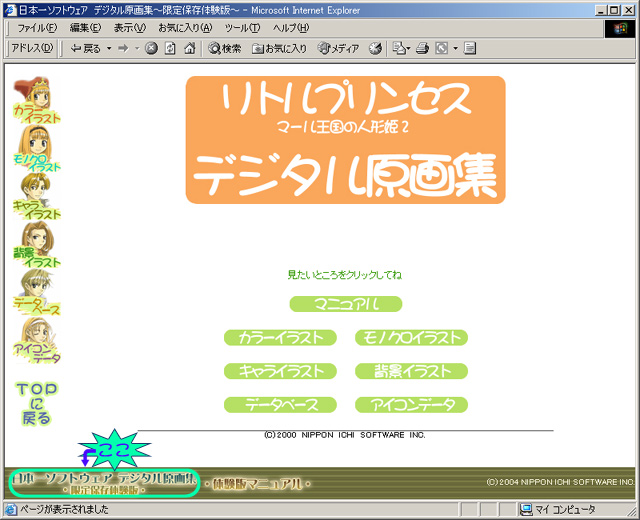 日本一ソフトウェア デジタル原画集～限定保存体験版～ - Microsoft Internet Explorer
ファイル(F) 編集(E) 表示(V) お気に入り(A) ツール(T) ヘルプ(H)
アドレス(D) 戻る 検索 お気に入り メディア
カラーイラスト
モノクロイラスト
キャライラスト
背景イラスト
データベース
アイコンデータ
TOPに戻る
リトルプリンセス
マール王国の人形姫2
デジタル原画集
見たいところをクリックしてね
マニュアル
カラーイラスト モノクロイラスト
キャライラスト 背景イラスト
データベース アイコンデータ
(C)2000 NIPPON ICHI SOFTWARE INC.
ココ
日本一ソフトウェア デジタル原画集
・限定保存体験版・
・体験版マニュアル・
(C)2004 NIPPON ICHI SOFTWARE INC
ページが表示されました マイ コンピュータ